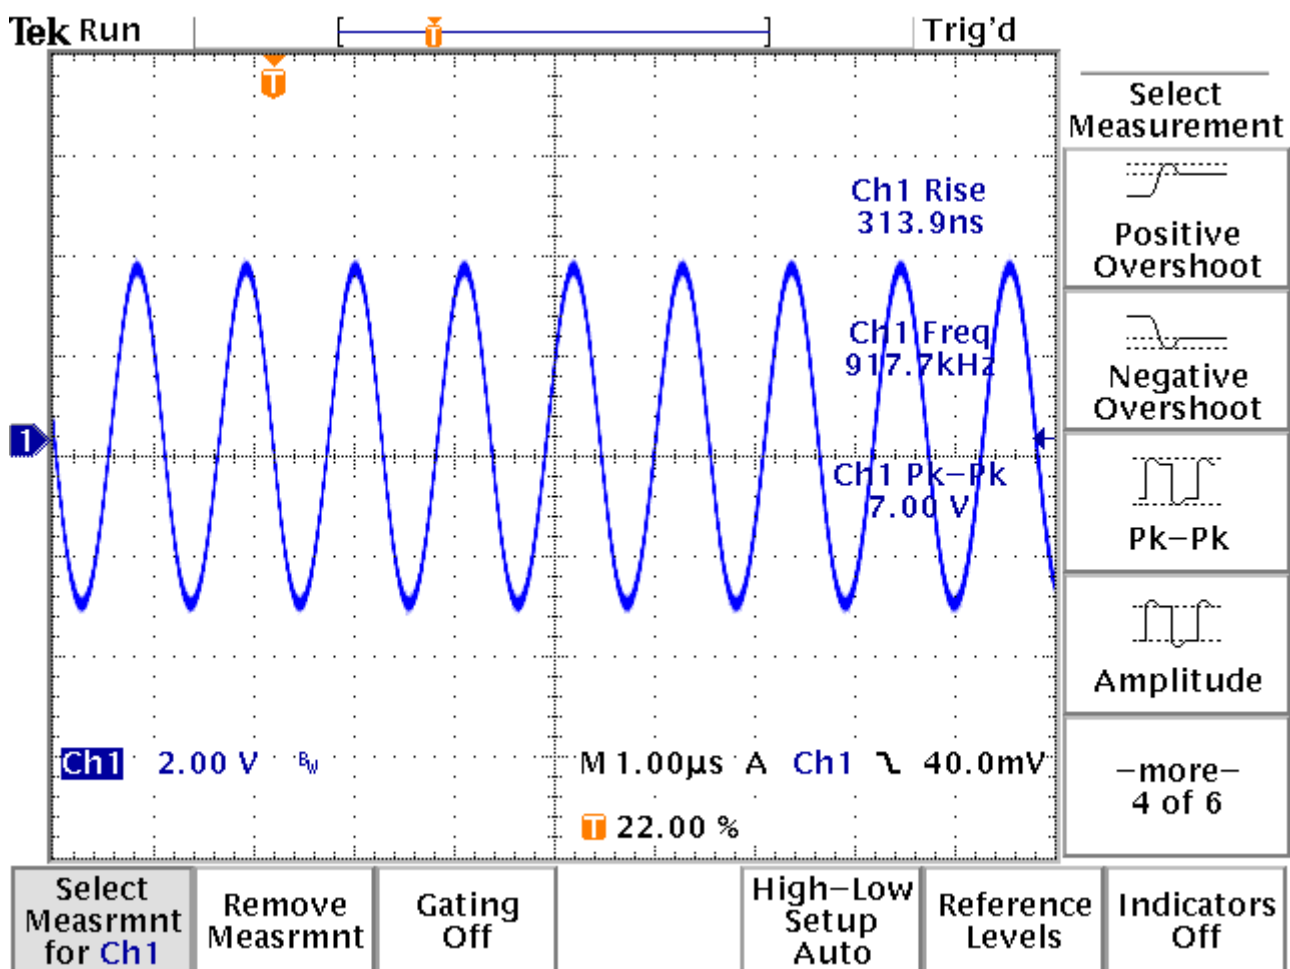 Tek Run
Trig'd
T
T
Select
Measurement
Positive
Overshoot
Negative
Overshoot
Pk-Pk
Amplitude
-more-
4 of 6
Ch1 Rise
313.9ns
Ch1 Freq
917.7kHz
Ch1 Pk-Pk
7.00 V
1
Ch1 2.00 V BW M 1.00µs A Ch1 40.0mV
T 22.00 %
Select
Measrmnt
for Ch1
Remove
Measrmnt
Gating
Off
High-Low
Setup
Auto
Reference
Levels
Indicators
Off